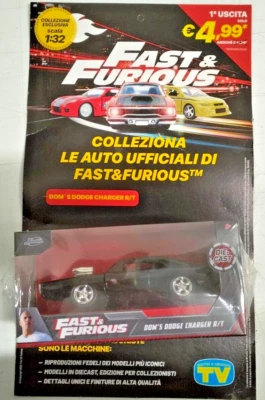 COLLEZIONE
ESCLUSIVA
scala
1:32
1ª USCITA
SOLO
€4,99*
FAST &
FURIOUS
COLLEZIONA
LE AUTO UFFICIALI DI
FAST&FURIOUS™
DOM'S DODGE CHARGER R/T
DIE
CAST
FAST &
FURIOUS
DOM'S DODGE CHARGER R/T
SONO LE MACCHINE:
• RIPRODUZIONI FEDELI DEI MODELLI PIÙ ICONICI
• MODELLI IN DIECAST, EDIZIONE PER COLLEZIONISTI
• DETTAGLI UNICI E FINITURE DI ALTA QUALITÀ
TV